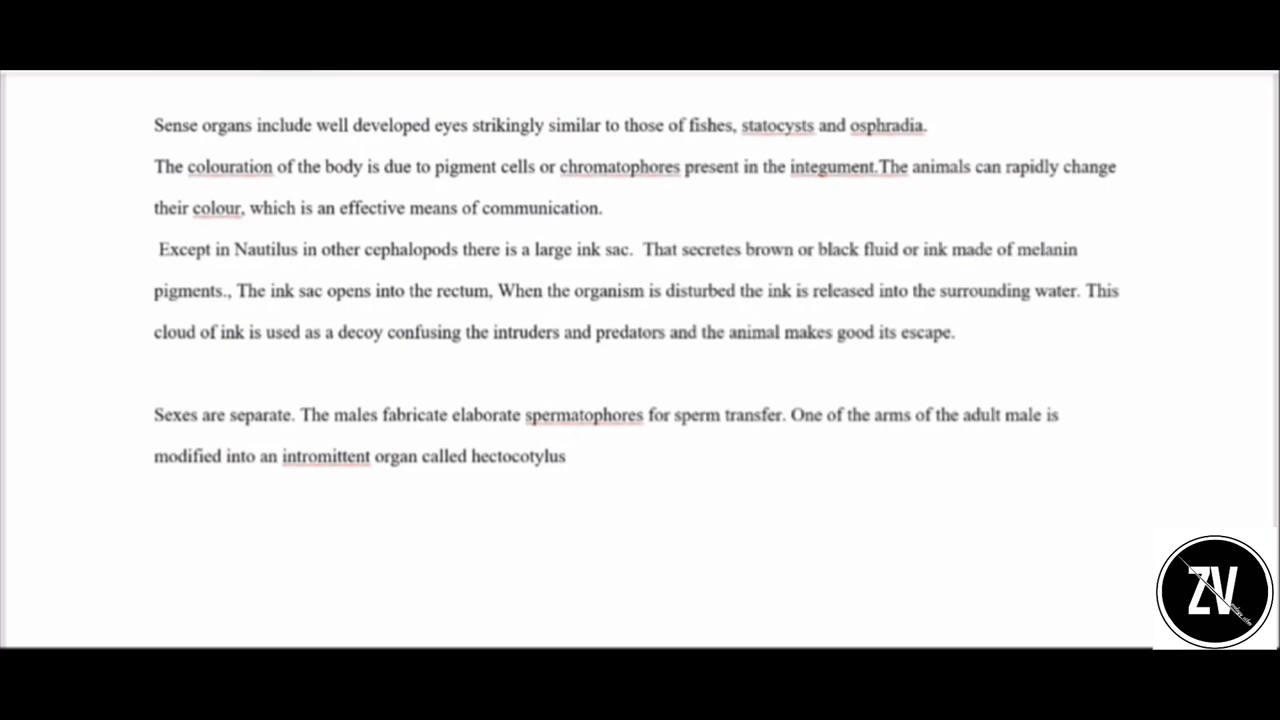 Sense organs include well developed eyes strikingly similar to those of fishes, statocysts and osphradia.
The colouration of the body is due to pigment cells or chromatophores present in the integument.The animals can rapidly change
their colour, which is an effective means of communication.
Except in Nautilus in other cephalopods there is a large ink sac. That secretes brown or black fluid or ink made of melanin
pigments., The ink sac opens into the rectum, When the organism is disturbed the ink is released into the surrounding water. This
cloud of ink is used as a decoy confusing the intruders and predators and the animal makes good its escape.
Sexes are separate. The males fabricate elaborate spermatophores for sperm transfer. One of the arms of the adult male is
modified into an intromittent organ called hectocotylus
ZV